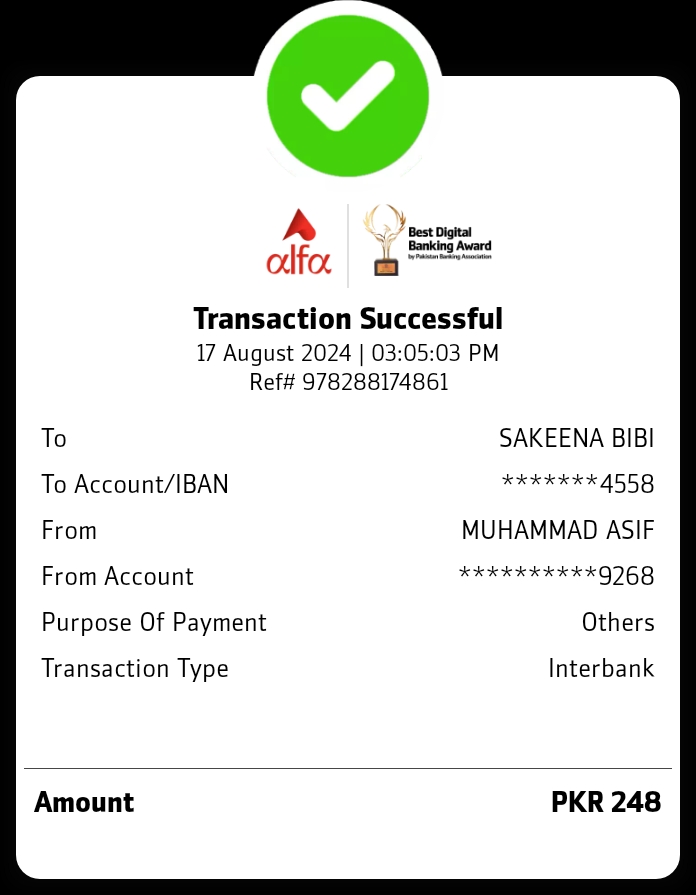 alfa
Best Digital
Banking Award
by Pakistan Banking Association
Transaction Successful
17 August 2024 | 03:05:03 PM
Ref# 978288174861
To SAKEENA BIBI
To Account/IBAN *******4558
From MUHAMMAD ASIF
From Account **********9268
Purpose Of Payment Others
Transaction Type Interbank
Amount PKR 248